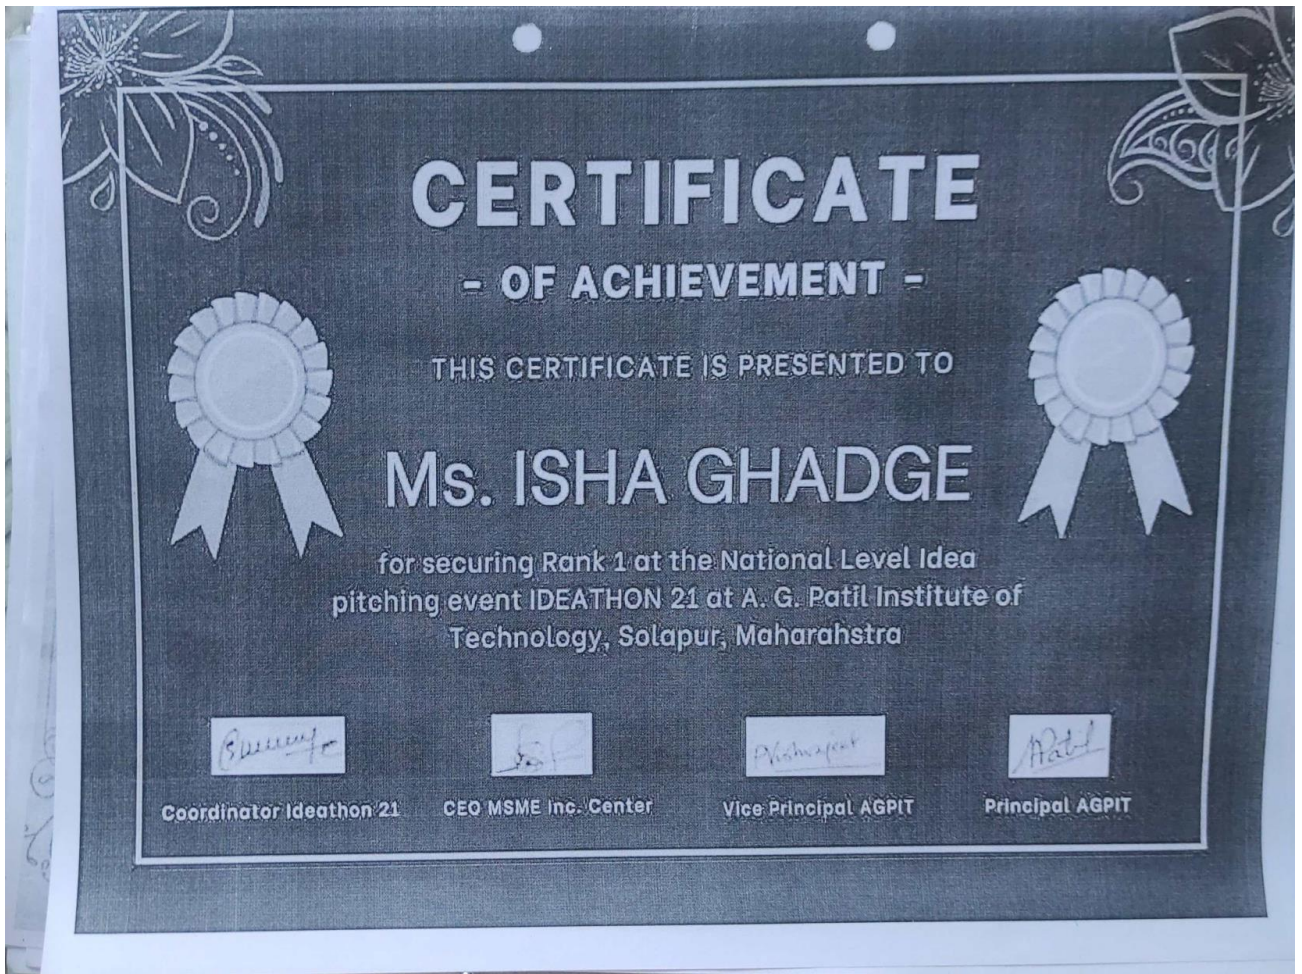 CERTIFICATE
- OF ACHIEVEMENT -
THIS CERTIFICATE IS PRESENTED TO
Ms. ISHA GHADGE
for securing Rank 1 at the National Level Idea
pitching event IDEATHON 21 at A. G. Patil Institute of
Technology, Solapur, Maharahstra
Coordinator Ideathon 21 CEO MSME Inc. Center Vice Principal AGPIT Principal AGPIT